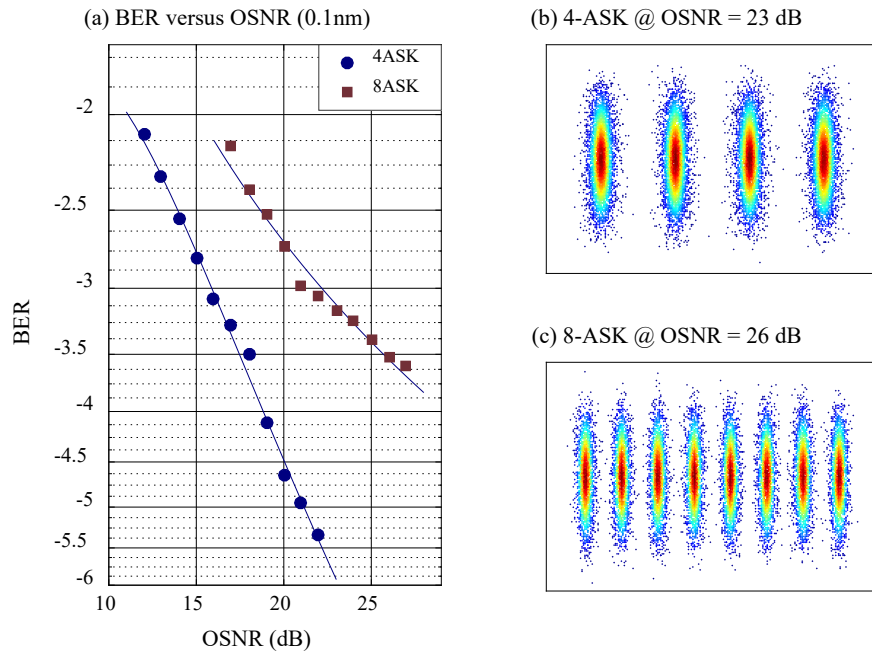 (a) BER versus OSNR (0.1nm)
4ASK
8ASK
-2
-2.5
-3
-3.5
-4
-4.5
-5
-5.5
-6
BER
10
15
20
25
OSNR (dB)
(b) 4-ASK @ OSNR = 23 dB
(c) 8-ASK @ OSNR = 26 dB